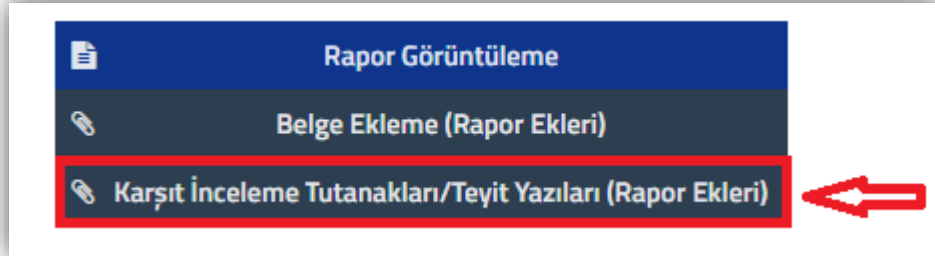 Rapor Görüntüleme
Belge Ekleme (Rapor Ekleri)
Karşıt İnceleme Tutanakları/Teyit Yazıları (Rapor Ekleri)